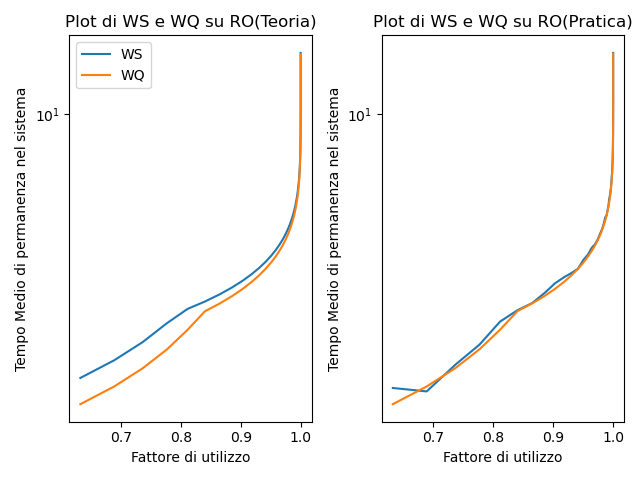 Plot di WS e WQ su RO(Teoria)
WS
WQ
10¹
Tempo Medio di permanenza nel sistema
0.7 0.8 0.9 1.0
Fattore di utilizzo
Plot di WS e WQ su RO(Pratica)
10¹
Tempo Medio di permanenza nel sistema
0.7 0.8 0.9 1.0
Fattore di utilizzo